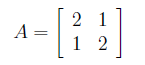 A = [ 2 1
1 2 ]